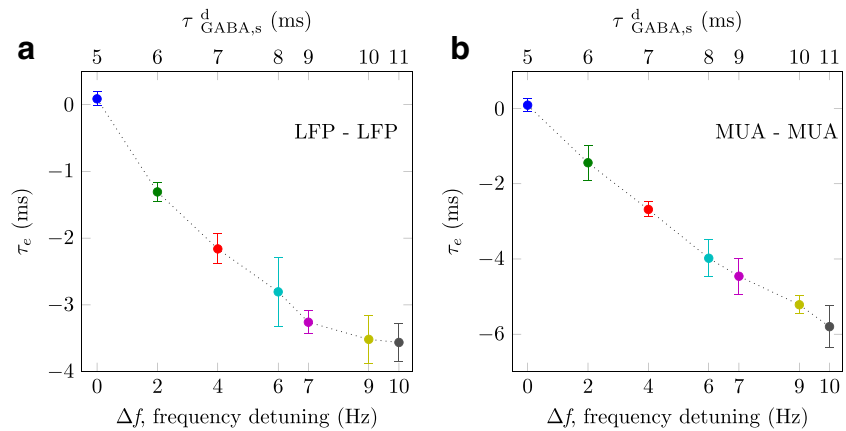 a
τ d GABA,s (ms)
5 6 7 8 9 10 11
0
−1
−2
−3
−4
τe (ms)
LFP - LFP
0 2 4 6 7 9 10
Δf, frequency detuning (Hz)
b
τ d GABA,s (ms)
5 6 7 8 9 10 11
0
−2
−4
−6
τe (ms)
MUA - MUA
0 2 4 6 7 9 10
Δf, frequency detuning (Hz)